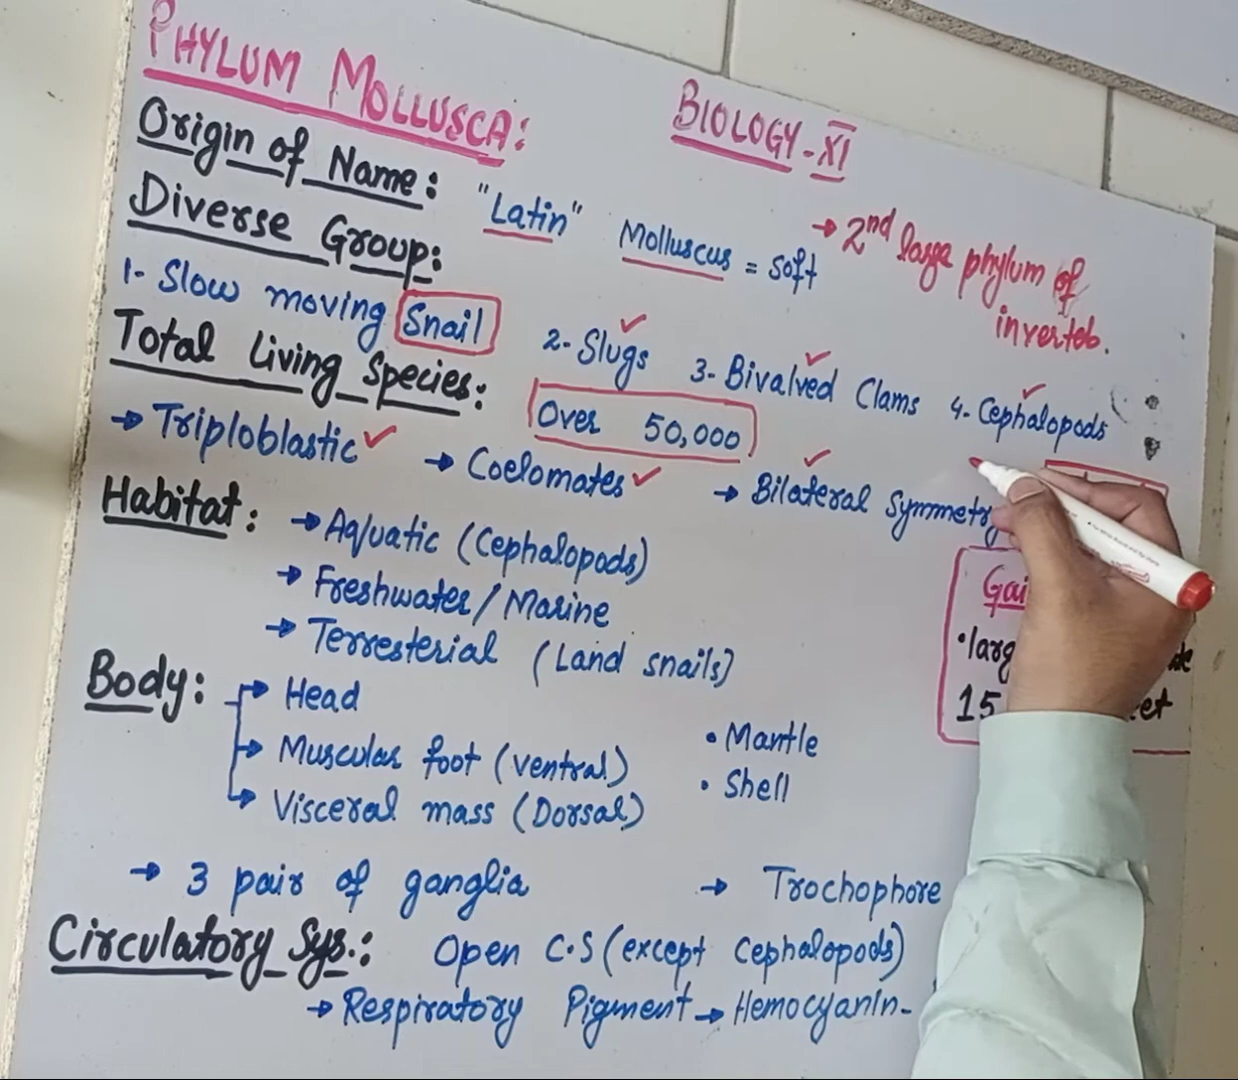 PHYLUM MOLLUSCA:
BIOLOGY-XI
Origin of Name: "Latin" Molluscus = Soft
→ 2nd large phylum of
inverteb.
Diverse Group:
1- Slow moving Snail 2- Slugs 3- Bivalved Clams 4- Cephalopods
Total Living Species: Over 50,000
→ Triploblastic ✓ → Coelomates ✓ → Bilateral Symmetry
Habitat: → Aquatic (Cephalopods)
→ Freshwater/Marine
→ Terresterial (Land snails)
Body: → Head
→ Muscular foot (ventral)
→ Visceral mass (Dorsal)
• Mantle
• Shell
→ 3 pair of ganglia → Trochophore
Circulatory Sys.: Open C.S (except Cephalopods)
→ Respiratory Pigment → Hemocyanin-
15